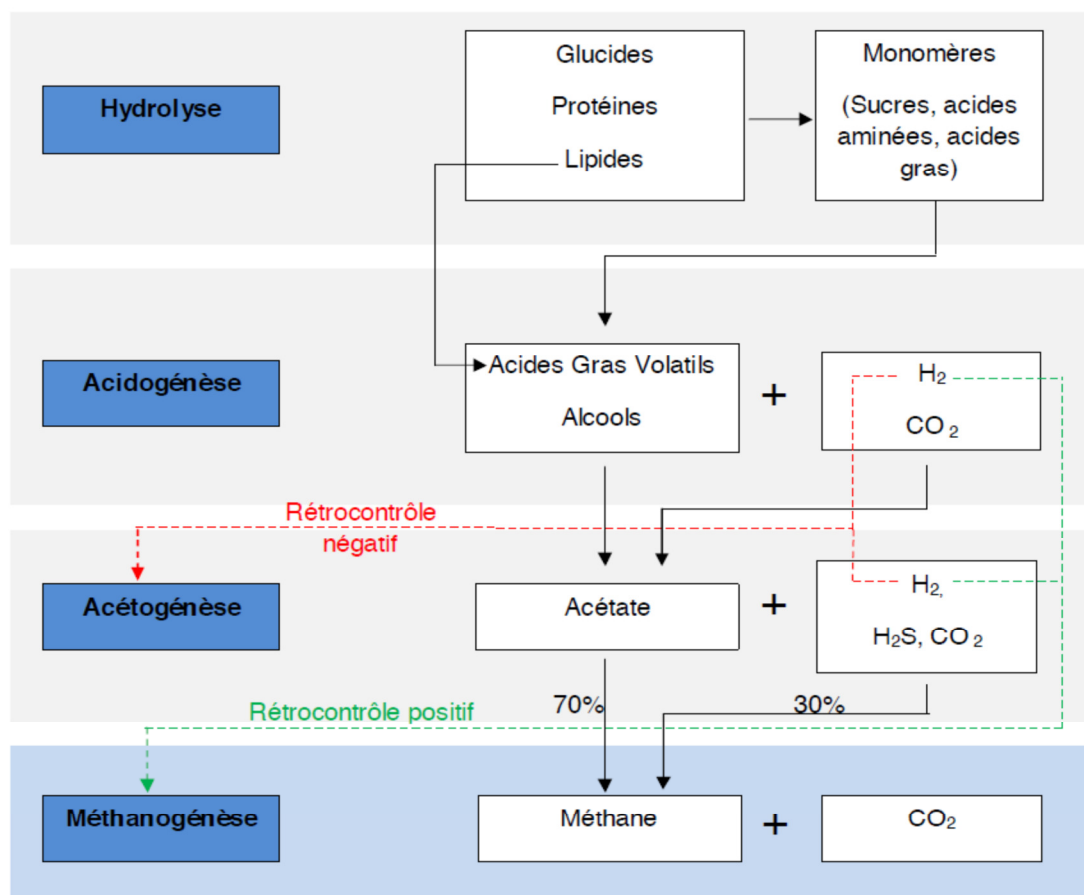 Hydrolyse
Glucides
Protéines
Lipides
Monomères
(Sucres, acides
aminées, acides
gras)
Acidogénèse
Acides Gras Volatils
Alcools
+
H₂
CO₂
Rétrocontrôle
négatif
Acétogénèse
Acétate
+
H₂,
H₂S, CO₂
Rétrocontrôle positif
70%
30%
Méthanogénèse
Méthane
+
CO₂